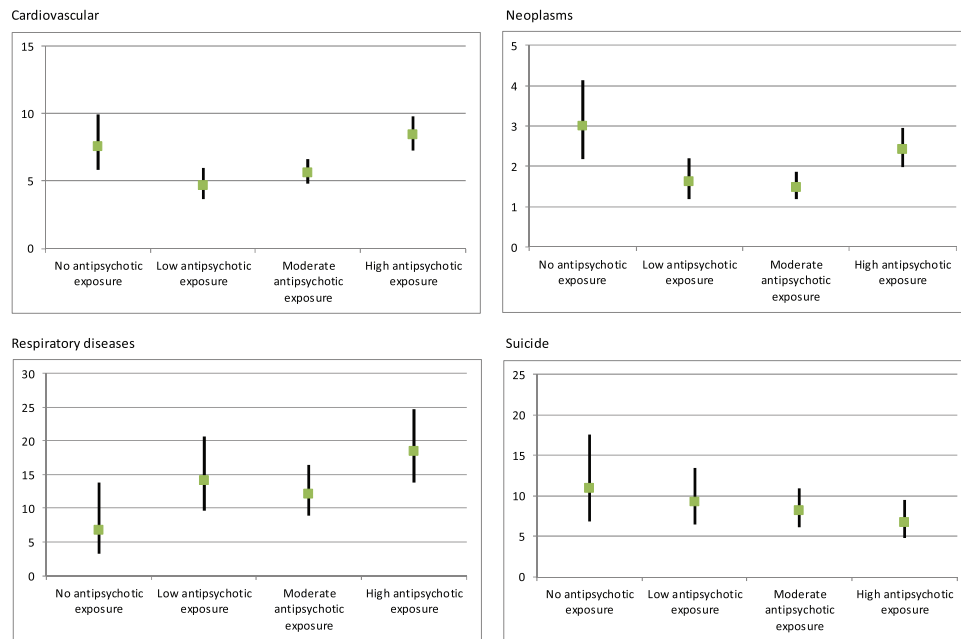 Cardiovascular
15
10
5
0
No antipsychotic
exposure
Low antipsychotic
exposure
Moderate
antipsychotic
exposure
High antipsychotic
exposure
Neoplasms
5
4
3
2
1
0
No antipsychotic
exposure
Low antipsychotic
exposure
Moderate
antipsychotic
exposure
High antipsychotic
exposure
Respiratory diseases
30
25
20
15
10
5
0
No antipsychotic
exposure
Low antipsychotic
exposure
Moderate
antipsychotic
exposure
High antipsychotic
exposure
Suicide
25
20
15
10
5
0
No antipsychotic
exposure
Low antipsychotic
exposure
Moderate
antipsychotic
exposure
High antipsychotic
exposure